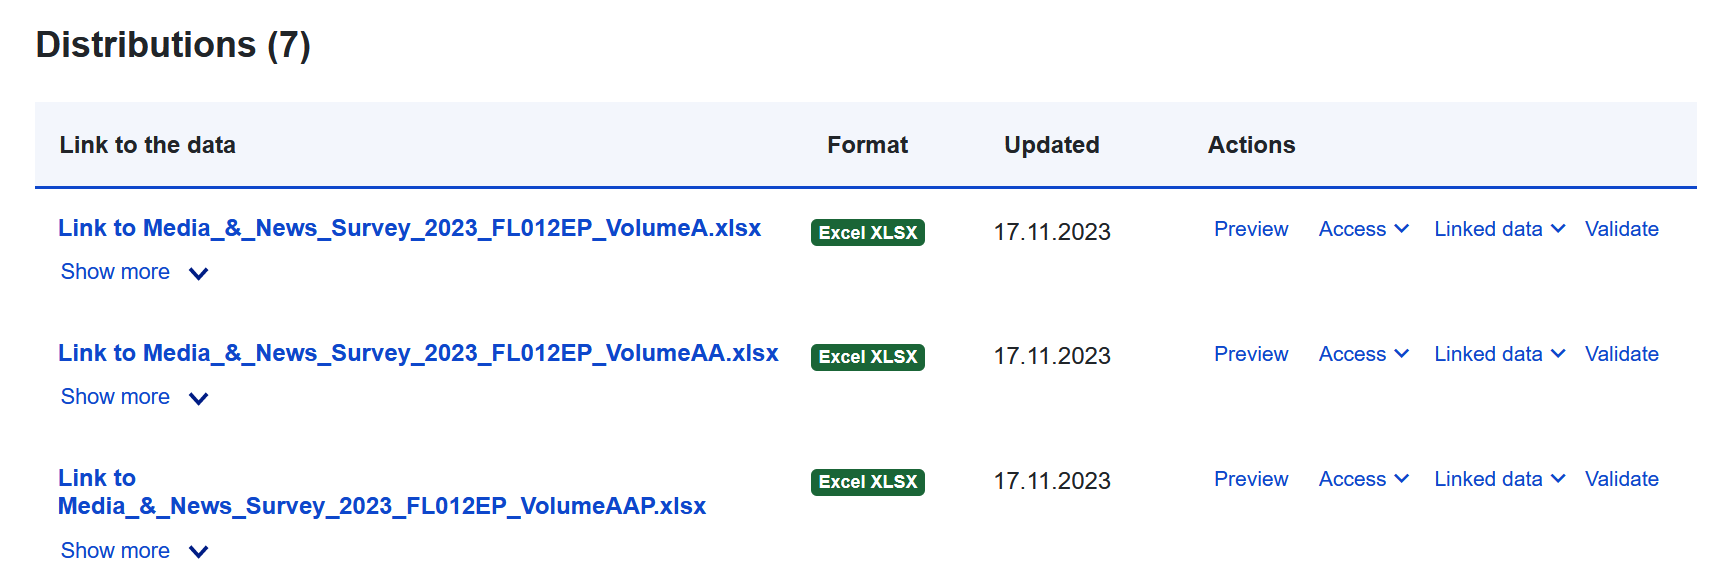 Distributions (7)
Link to the data Format Updated Actions
Link to Media_&_News_Survey_2023_FL012EP_VolumeA.xlsx Excel XLSX 17.11.2023 Preview Access Linked data Validate
Show more
Link to Media_&_News_Survey_2023_FL012EP_VolumeAA.xlsx Excel XLSX 17.11.2023 Preview Access Linked data Validate
Show more
Link to Excel XLSX 17.11.2023 Preview Access Linked data Validate
Media_&_News_Survey_2023_FL012EP_VolumeAAP.xlsx
Show more